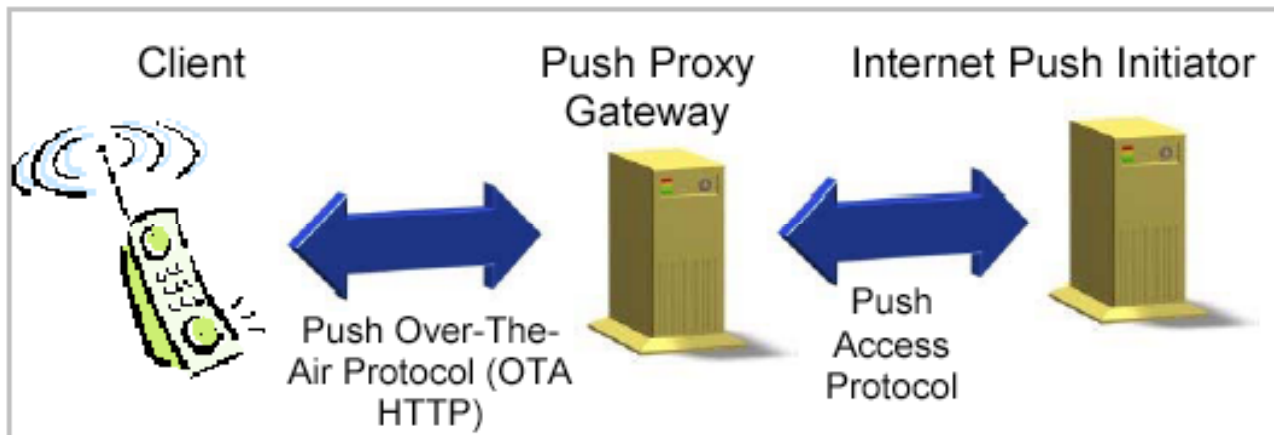 Client
Push Proxy
Gateway
Internet Push Initiator
Push Over-The-
Air Protocol (OTA
HTTP)
Push
Access
Protocol